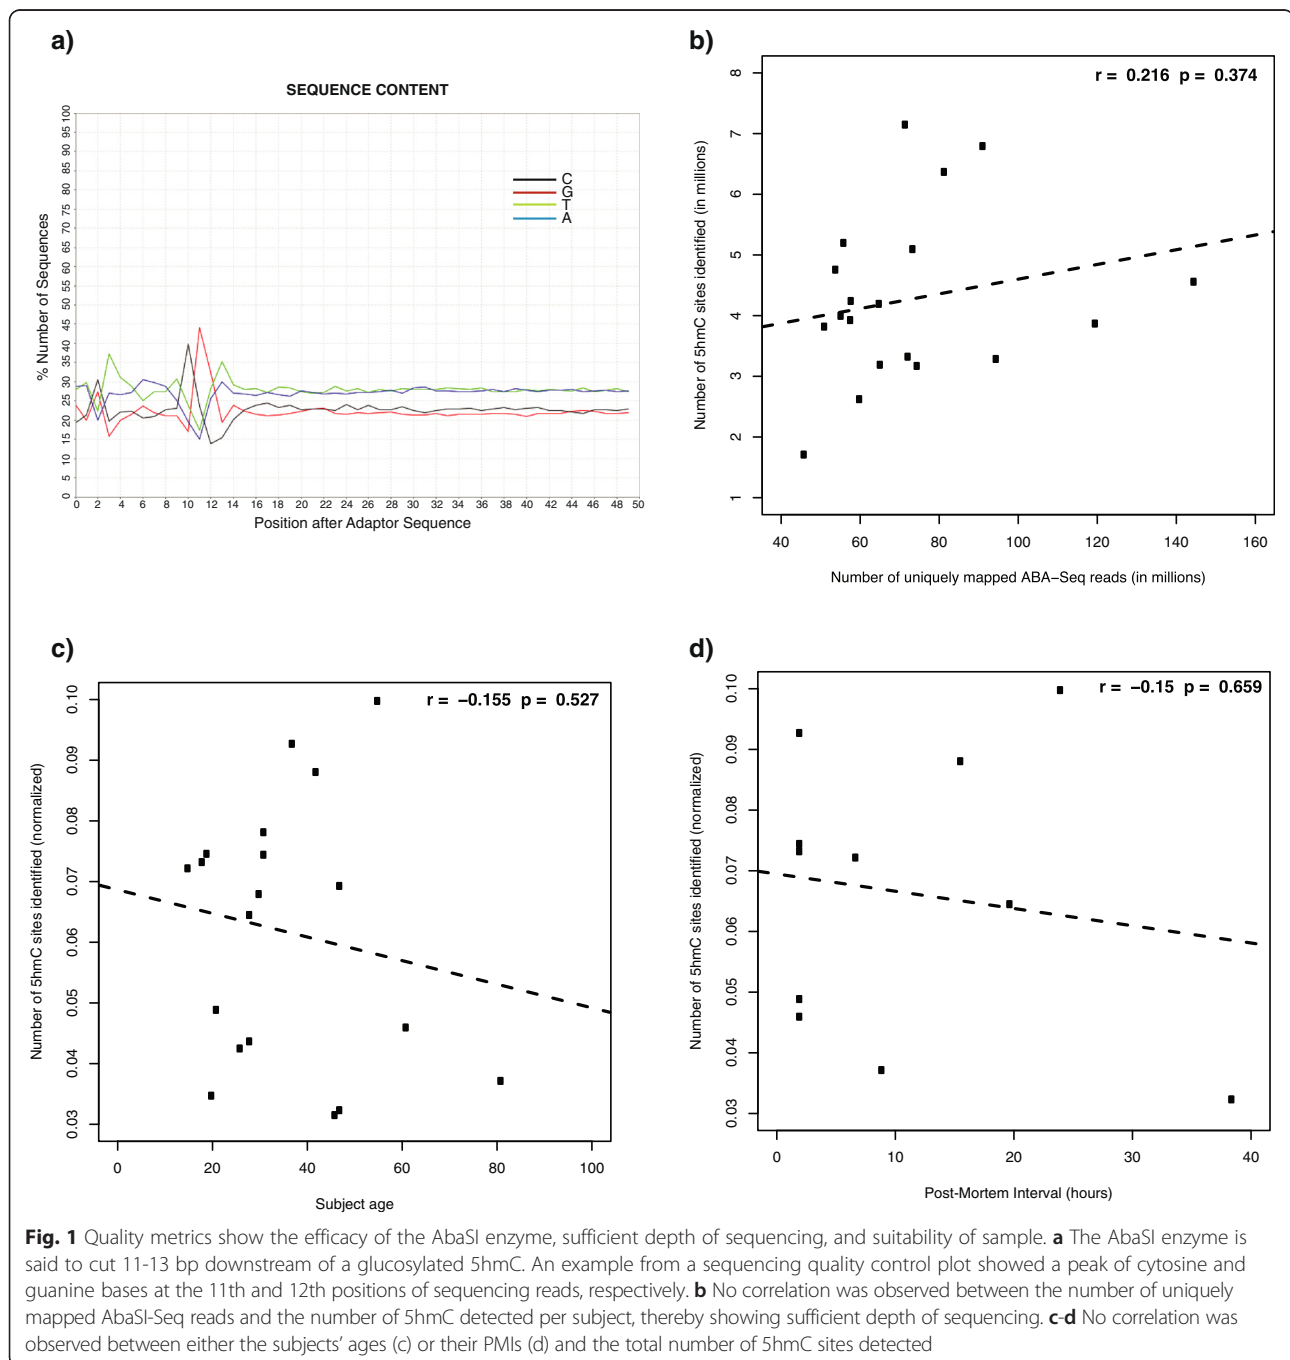 a)
SEQUENCE CONTENT
% Number of Sequences
100
95
90
85
80
75
70
65
60
55
50
45
40
35
30
25
20
15
10
5
0
C
G
T
A
0 2 4 6 8 10 12 14 16 18 20 22 24 26 28 30 32 34 36 38 40 42 44 46 48 50
Position after Adaptor Sequence
b)
r = 0.216 p = 0.374
Number of 5hmC sites identified (in millions)
8
7
6
5
4
3
2
1
40 60 80 100 120 140 160
Number of uniquely mapped ABA−Seq reads (in millions)
c)
r = −0.155 p = 0.527
Number of 5hmC sites identified (normalized)
0.10
0.09
0.08
0.07
0.06
0.05
0.04
0.03
0 20 40 60 80 100
Subject age
d)
r = −0.15 p = 0.659
Number of 5hmC sites identified (normalized)
0.10
0.09
0.08
0.07
0.06
0.05
0.04
0.03
0 10 20 30 40
Post-Mortem Interval (hours)
Fig. 1 Quality metrics show the efficacy of the AbaSI enzyme, sufficient depth of sequencing, and suitability of sample. a The AbaSI enzyme is
said to cut 11-13 bp downstream of a glucosylated 5hmC. An example from a sequencing quality control plot showed a peak of cytosine and
guanine bases at the 11th and 12th positions of sequencing reads, respectively. b No correlation was observed between the number of uniquely
mapped AbaSI-Seq reads and the number of 5hmC detected per subject, thereby showing sufficient depth of sequencing. c-d No correlation was
observed between either the subjects' ages (c) or their PMIs (d) and the total number of 5hmC sites detected